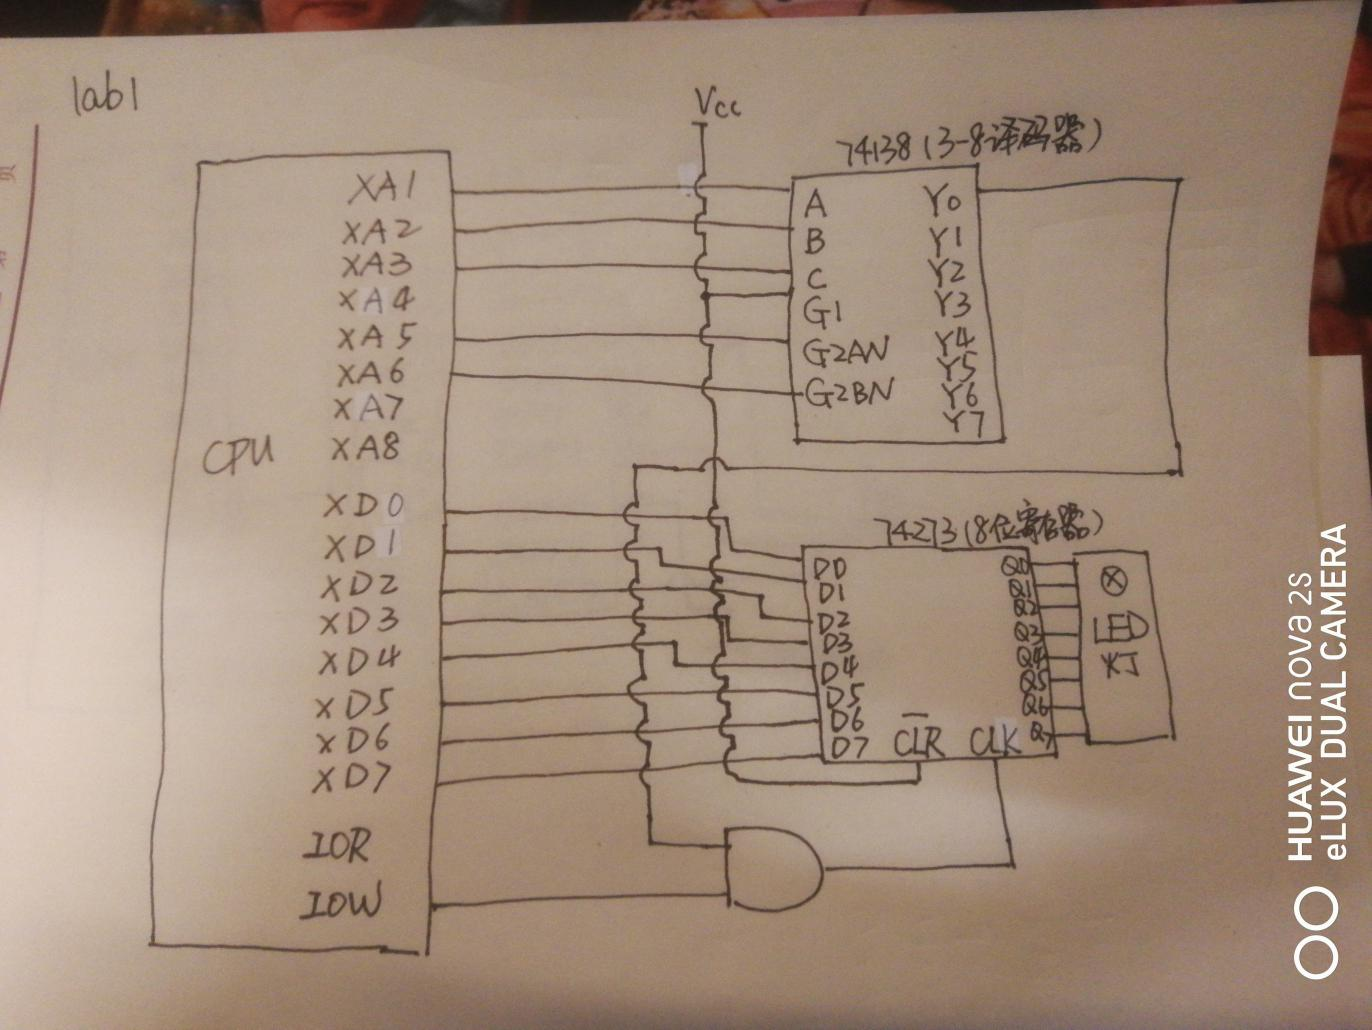 lab1
Vcc
74138 (3-8译码器)
CPU
XA1
XA2
XA3
XA4
XA5
XA6
XA7
XA8
XD0
XD1
XD2
XD3
XD4
XD5
XD6
XD7
IOR
IOW
A
B
C
G1
G2AN
G2BN
Y0
Y1
Y2
Y3
Y4
Y5
Y6
Y7
74273 (8位寄存器)
D0
D1
D2
D3
D4
D5
D6
D7
CLR
CLK
Q0
Q1
Q2
Q3
Q4
Q5
Q6
Q7
灯
HUAWEI nova 2S
eLUX DUAL CAMERA